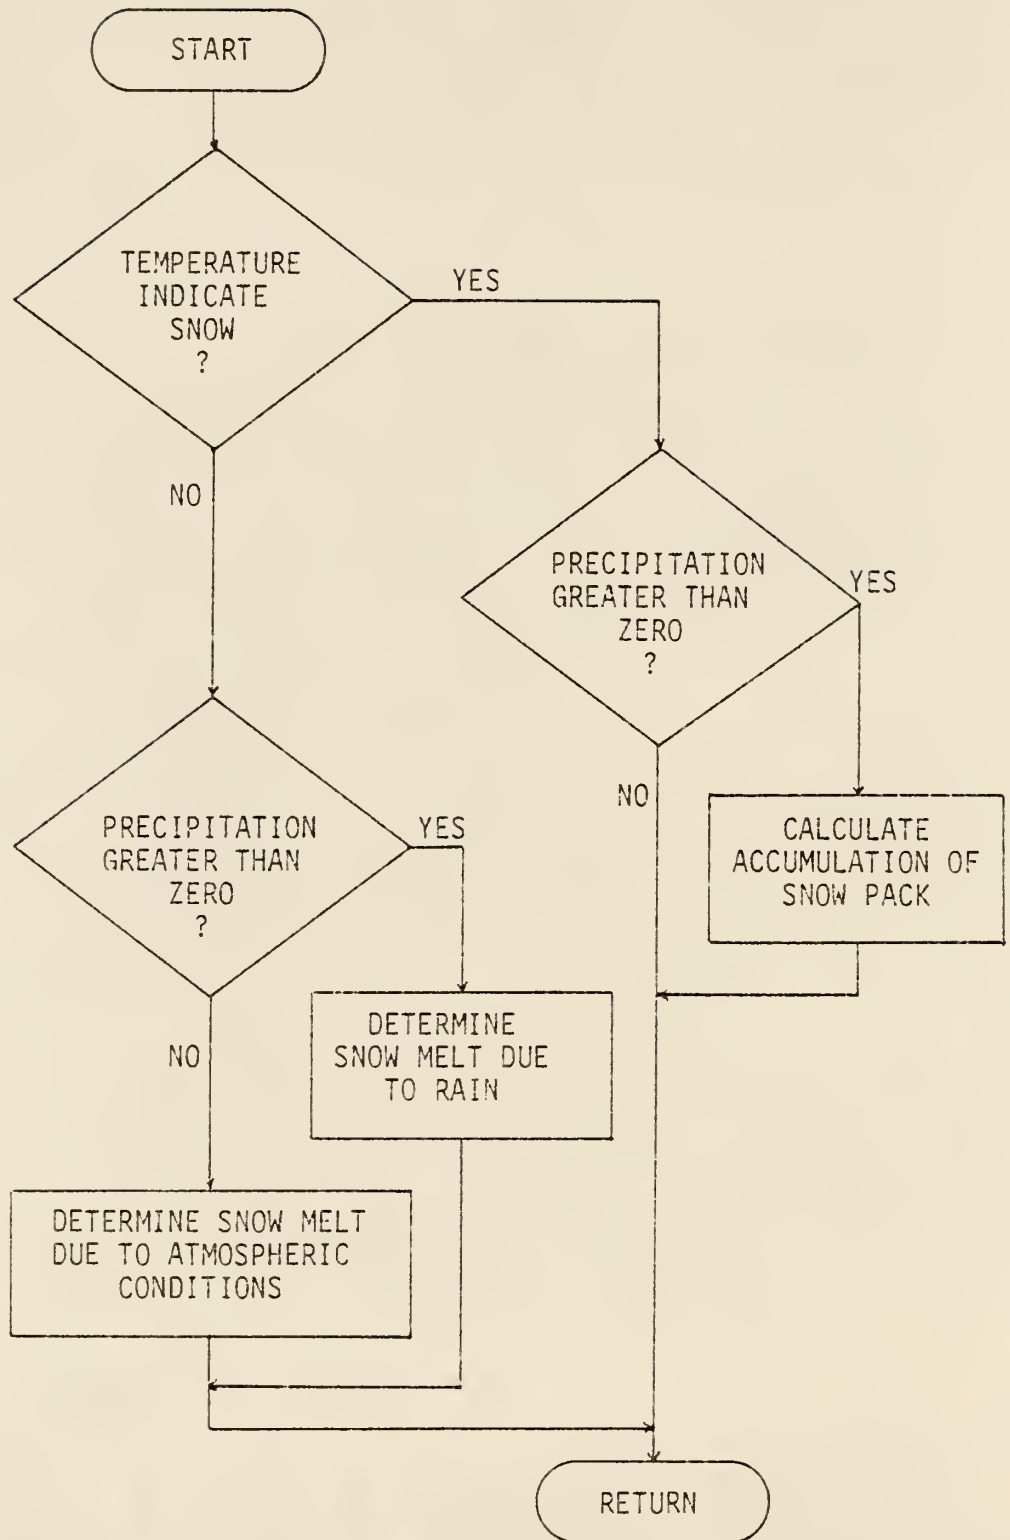 START
TEMPERATURE
INDICATE
SNOW
?
YES
NO
PRECIPITATION
GREATER THAN
ZERO
?
YES
NO
CALCULATE
ACCUMULATION OF
SNOW PACK
PRECIPITATION
GREATER THAN
ZERO
?
YES
NO
DETERMINE
SNOW MELT DUE
TO RAIN
DETERMINE SNOW MELT
DUE TO ATMOSPHERIC
CONDITIONS
RETURN